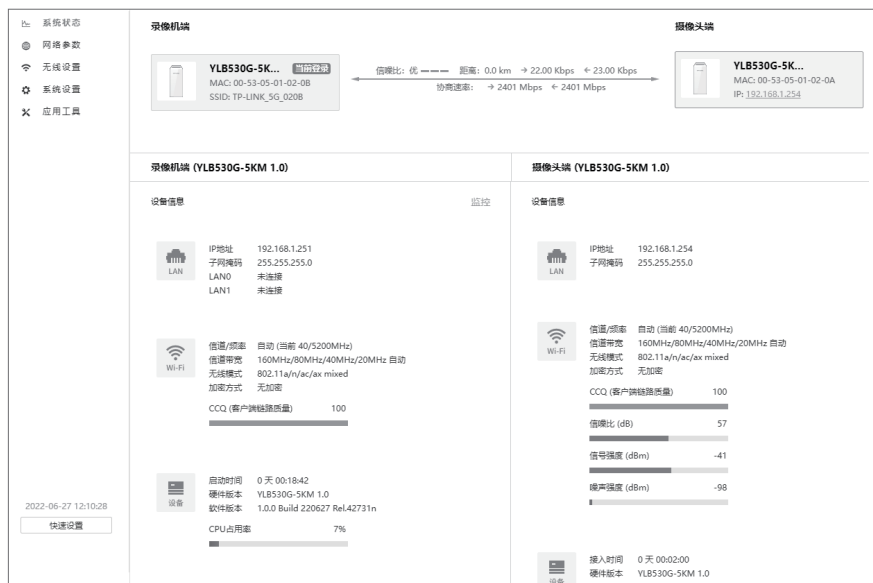 系统状态
网络参数
无线设置
系统设置
应用工具
2022-06-27 12:10:28
快速设置
录像机端
YLB530G-5K... 当前登录
MAC: 00-53-05-01-02-0B
SSID: TP-LINK_5G_020B
信噪比: 优 距离: 0.0 km → 22.00 Kbps ← 23.00 Kbps
协商速率: → 2401 Mbps ← 2401 Mbps
摄像头端
YLB530G-5K...
MAC: 00-53-05-01-02-0A
IP: 192.168.1.254
录像机端 (YLB530G-5KM 1.0)
设备信息 监控
LAN
IP地址 192.168.1.251
子网掩码 255.255.255.0
LAN0 未连接
LAN1 未连接
Wi-Fi
信道/频率 自动 (当前 40/5200MHz)
信道带宽 160MHz/80MHz/40MHz/20MHz 自动
无线模式 802.11a/n/ac/ax mixed
加密方式 无加密
CCQ (客户端链路质量) 100
设备
启动时间 0 天 00:18:42
硬件版本 YLB530G-5KM 1.0
软件版本 1.0.0 Build 220627 Rel.42731n
CPU占用率 7%
摄像头端 (YLB530G-5KM 1.0)
设备信息
LAN
IP地址 192.168.1.254
子网掩码 255.255.255.0
Wi-Fi
信道/频率 自动 (当前 40/5200MHz)
信道带宽 160MHz/80MHz/40MHz/20MHz 自动
无线模式 802.11a/n/ac/ax mixed
加密方式 无加密
CCQ (客户端链路质量) 100
信噪比 (dB) 57
信号强度 (dBm) -41
噪声强度 (dBm) -98
设备
接入时间 0 天 00:02:00
硬件版本 YLB530G-5KM 1.0